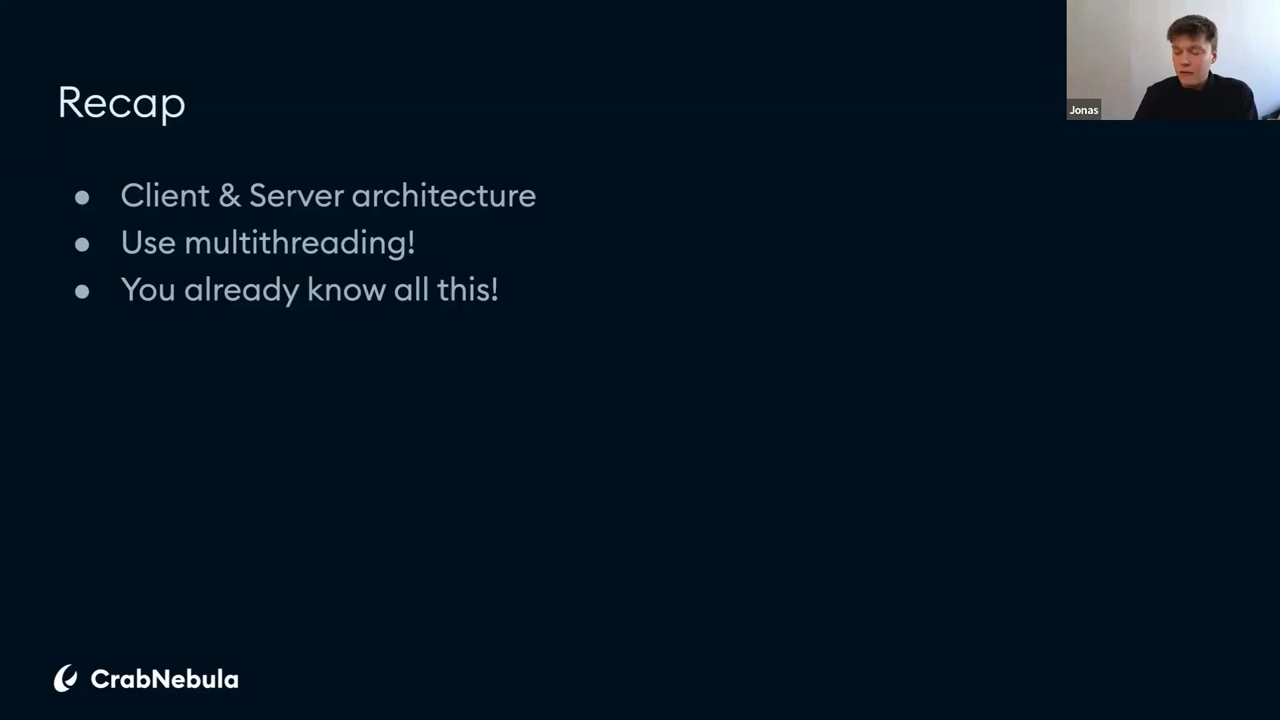 Recap
Jonas
● Client & Server architecture
● Use multithreading!
● You already know all this!
CrabNebula